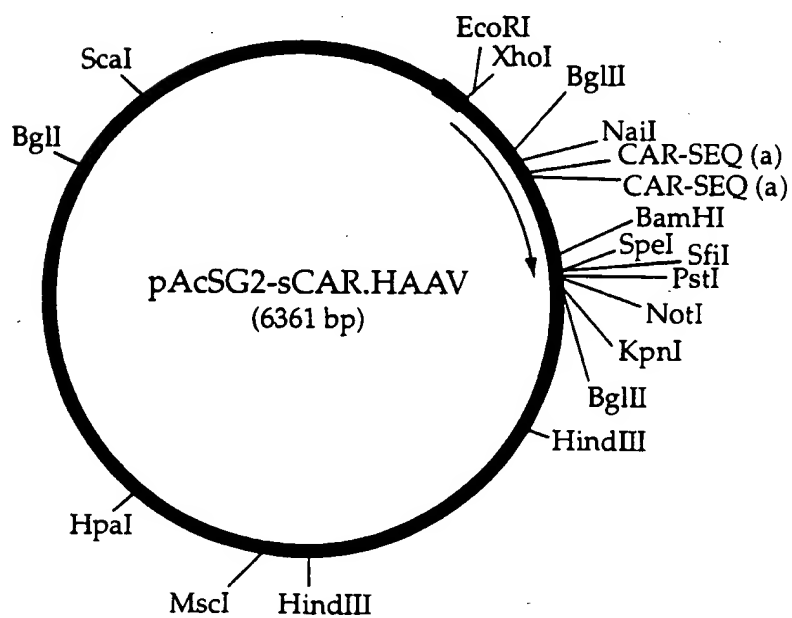 EcoRI
XhoI
ScaI
BglII
BglI
NaiI
CAR-SEQ (a)
CAR-SEQ (a)
BamHI
SpeI
SfiI
PstI
pAcSG2-sCAR.HAAV
(6361 bp)
NotI
KpnI
BglII
HindIII
HpaI
MscI
HindIII